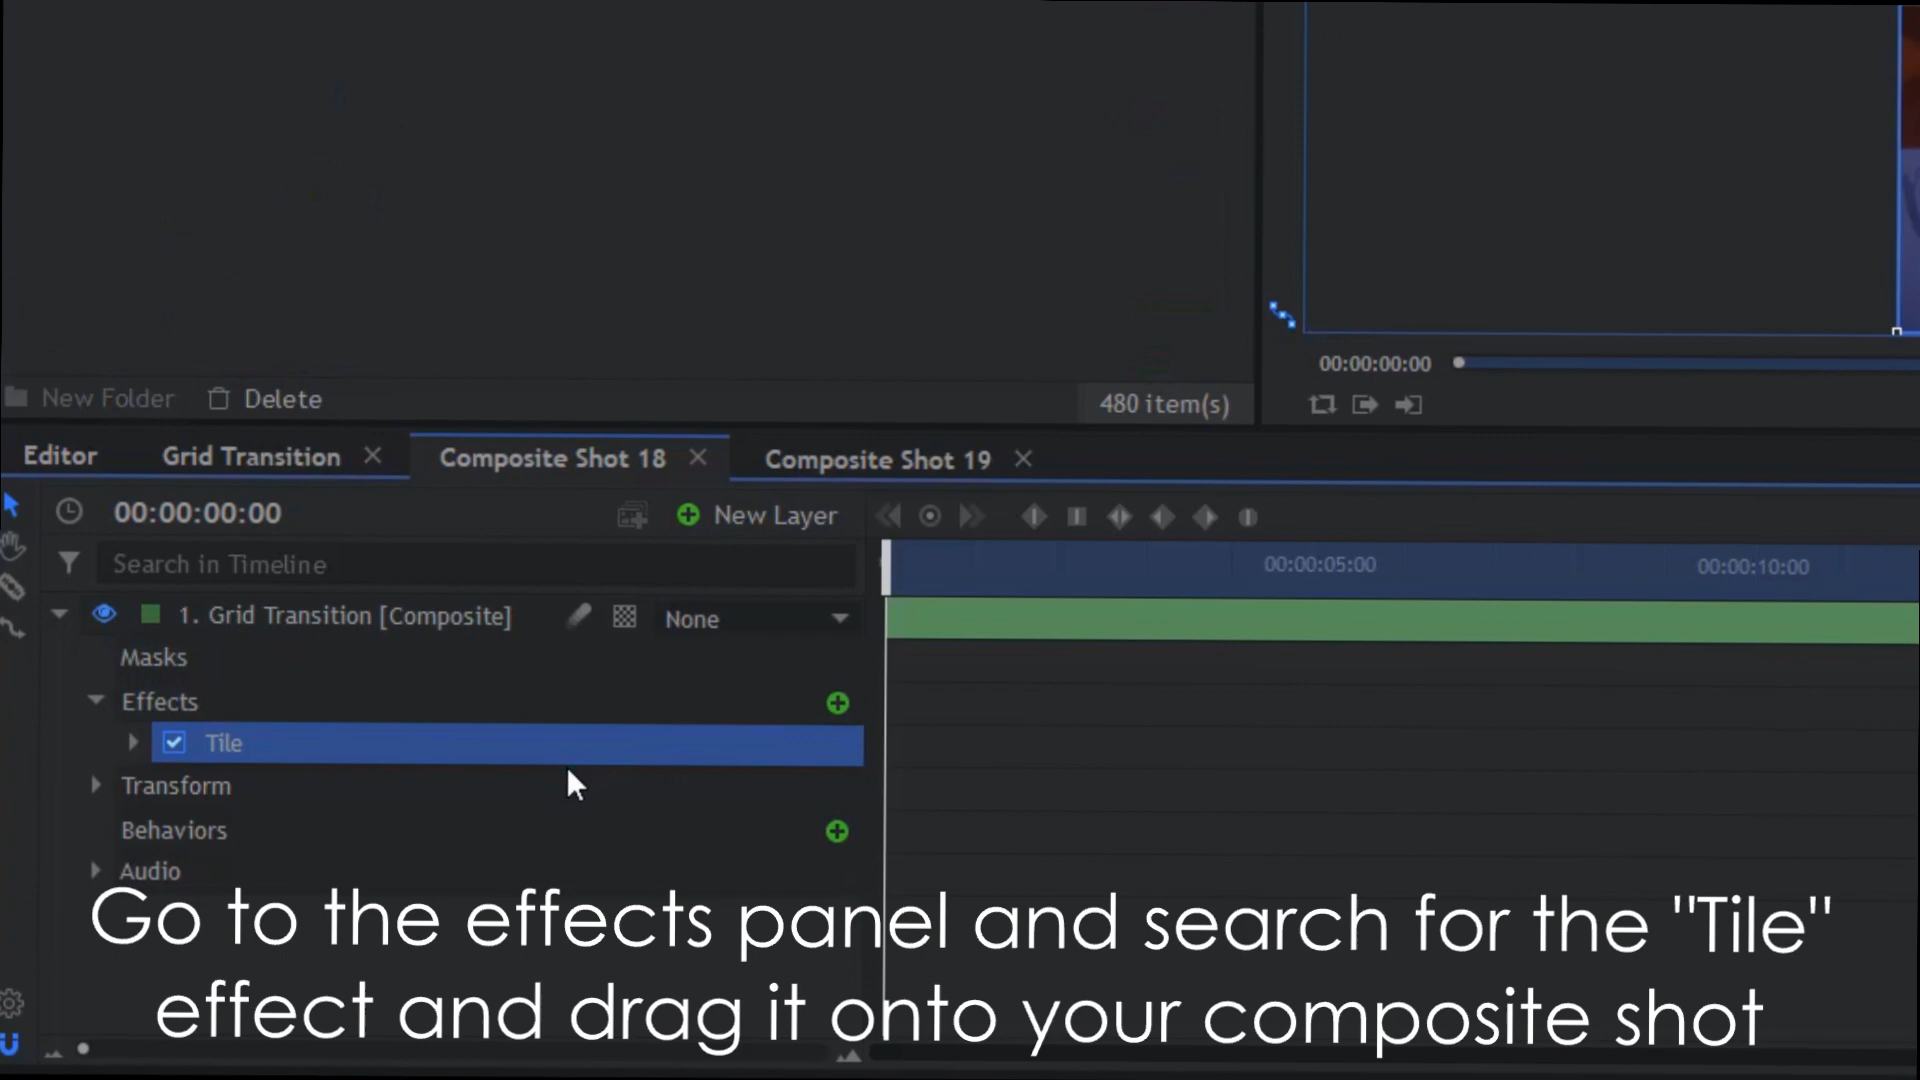 New Folder Delete 480 item(s)
00:00:00:00
Editor Grid Transition Composite Shot 18 Composite Shot 19
00:00:00:00 New Layer
Search in Timeline 00:00:05:00 00:00:10:00
1. Grid Transition [Composite] None
Masks
Effects
Tile
Transform
Behaviors
Audio
Go to the effects panel and search for the "Tile"
effect and drag it onto your composite shot